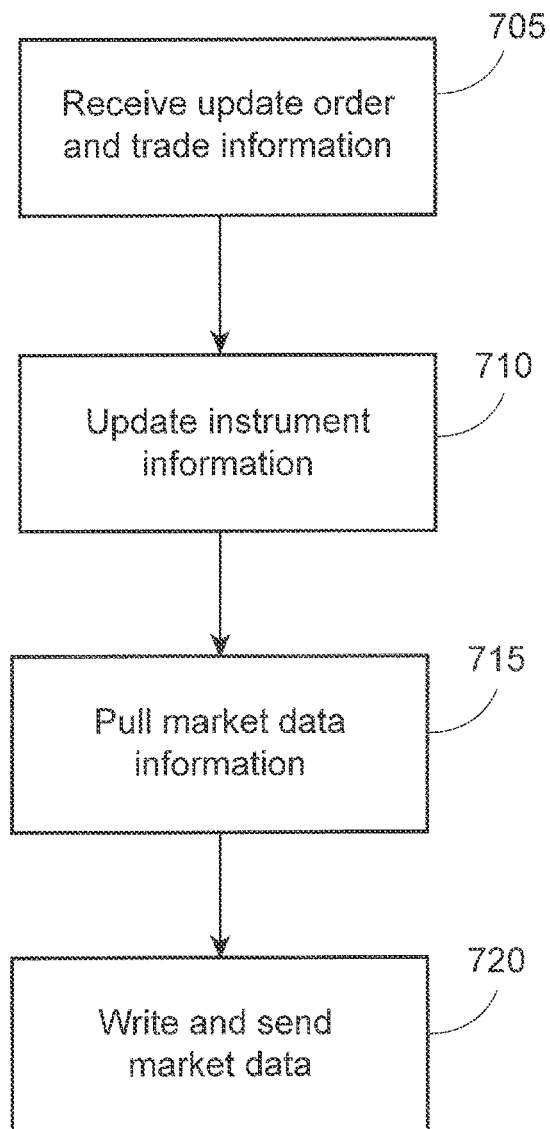 705
Receive update order
and trade information
710
Update instrument
information
715
Pull market data
information
720
Write and send
market data